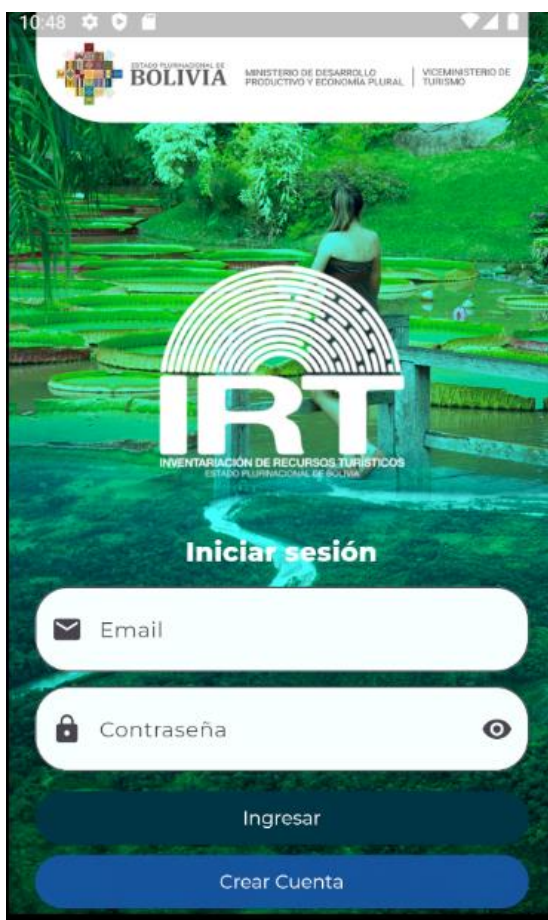 10:48
ESTADO PLURINACIONAL DE
BOLIVIA
MINISTERIO DE DESARROLLO
PRODUCTIVO Y ECONOMÍA PLURAL
VICEMINISTERIO DE
TURISMO
IRT
INVENTARIACIÓN DE RECURSOS TURÍSTICOS
ESTADO PLURINACIONAL DE BOLIVIA
Iniciar sesión
Email
Contraseña
Ingresar
Crear Cuenta